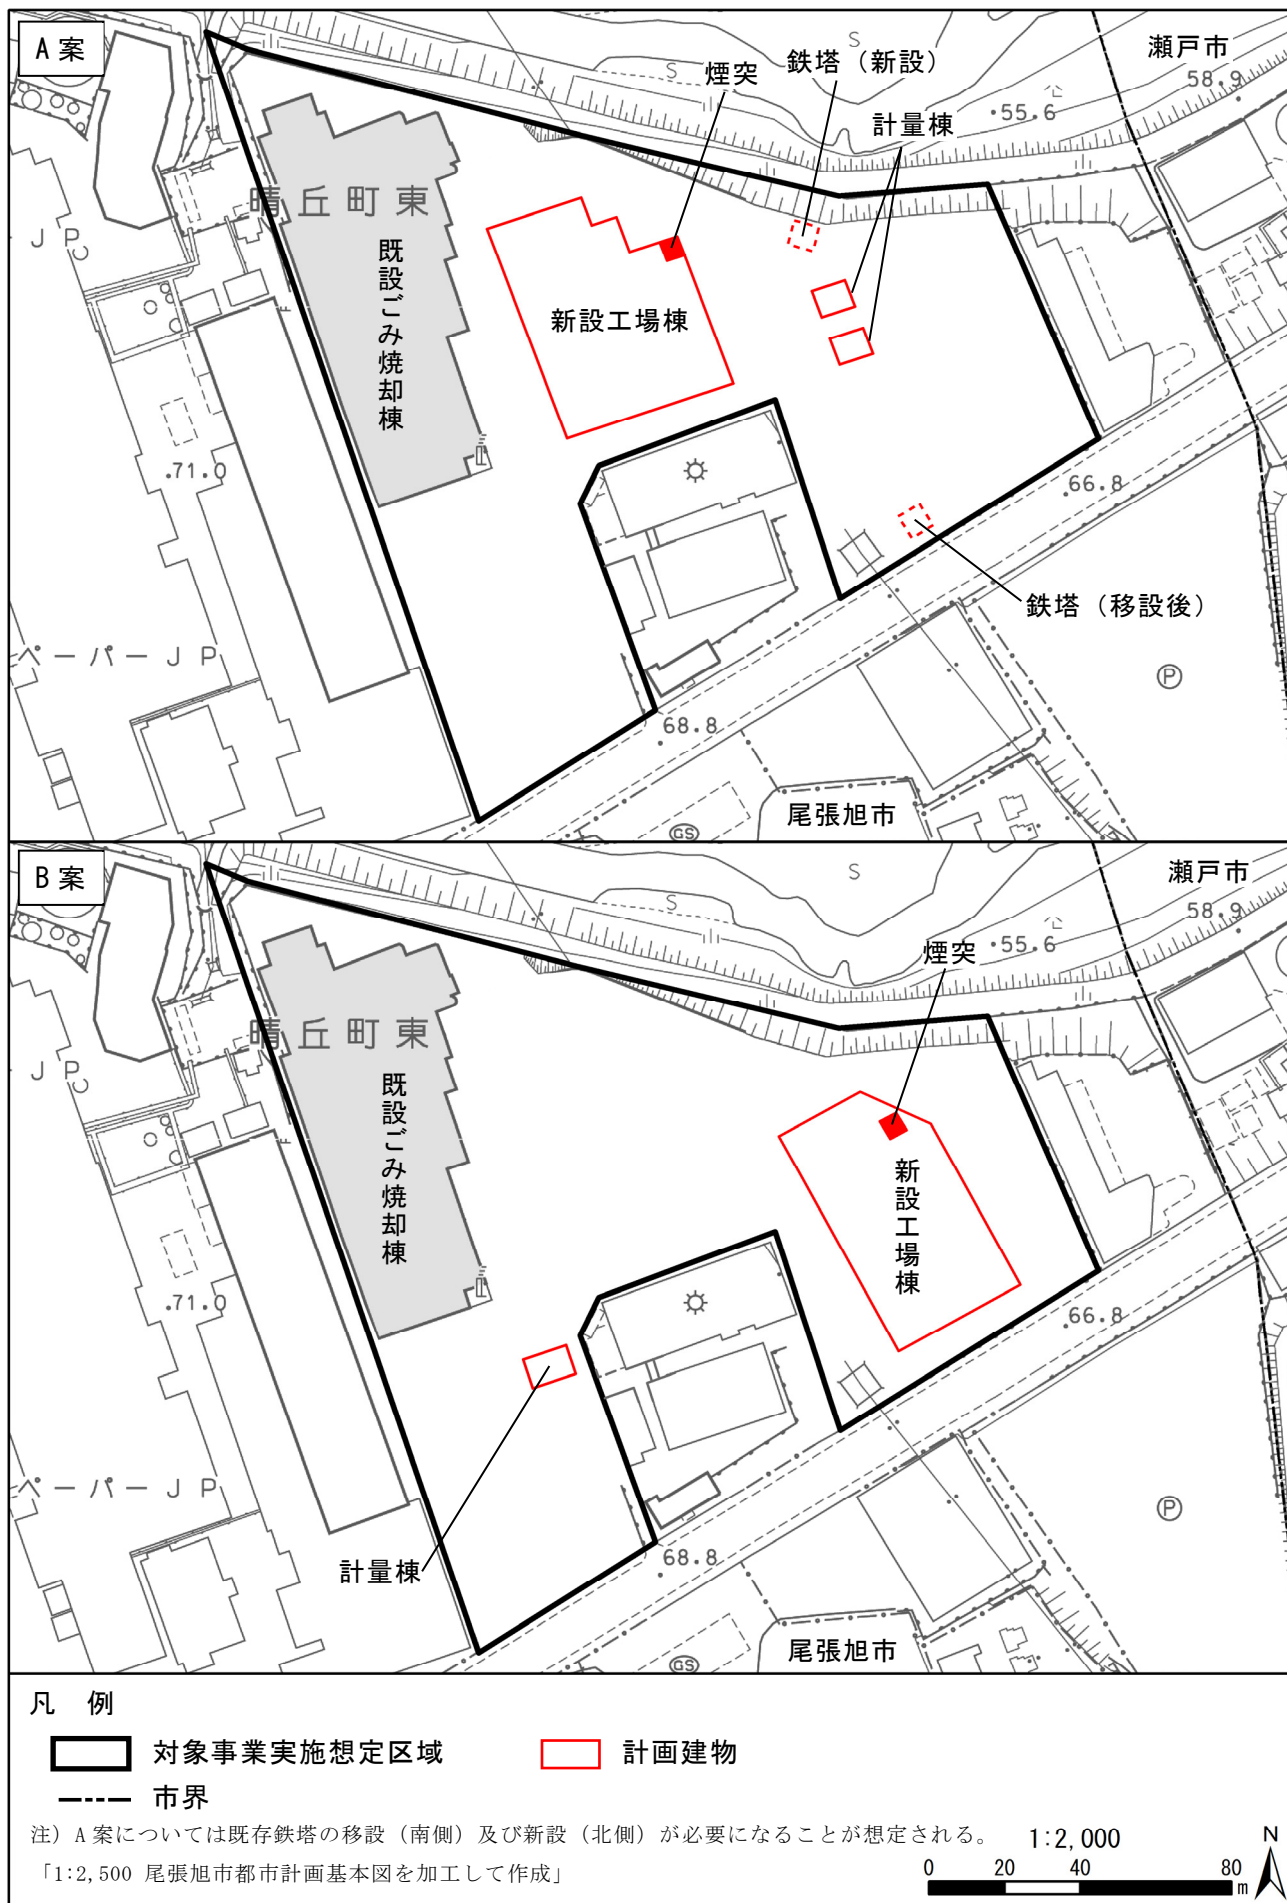 A案
瀬戸市
58.9
S
S
煙突
鉄塔（新設）
計量棟
.55.6
晴丘町東
JP
既設ごみ焼却棟
新設工場棟
.71.0
.66.8
鉄塔（移設後）
ペーパーJP
P
68.8
GS
尾張旭市
B案
瀬戸市
58.9
S
S
煙突
.55.6
晴丘町東
JP
既設ごみ焼却棟
新設工場棟
.71.0
.66.8
ペーパーJP
P
計量棟
68.8
GS
尾張旭市
凡 例
対象事業実施想定区域
計画建物
市界
注）A案については既存鉄塔の移設（南側）及び新設（北側）が必要になることが想定される。
「1:2,500 尾張旭市都市計画基本図を加工して作成」
1:2,000
0 20 40 80 m
N